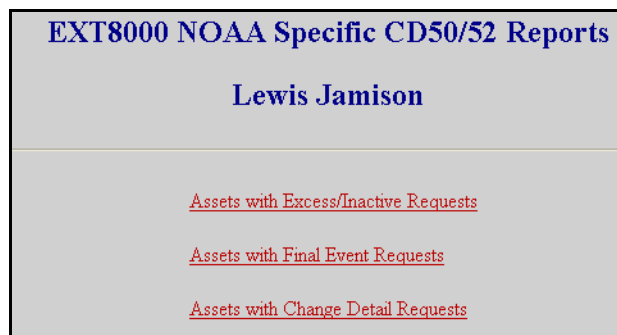 EXT8000 NOAA Specific CD50/52 Reports
Lewis Jamison
Assets with Excess/Inactive Requests
Assets with Final Event Requests
Assets with Change Detail Requests